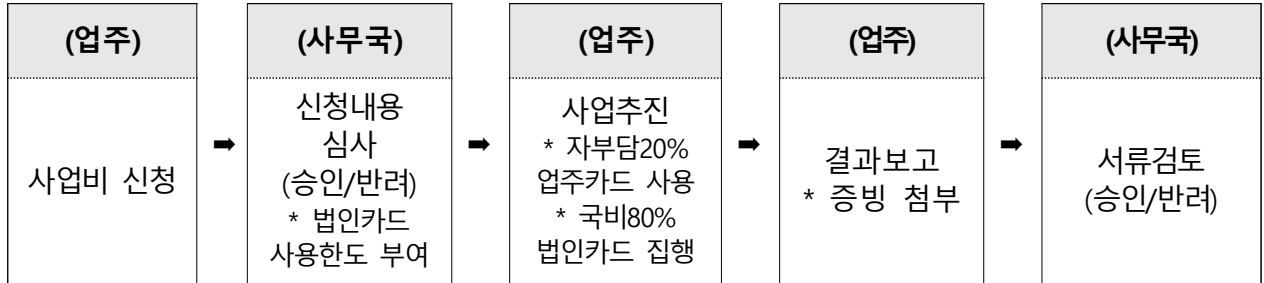 (업주)
사업비 신청
➡
(사무국)
신청내용
심사
(승인/반려)
* 법인카드
사용한도 부여
➡
(업주)
사업추진
* 자부담20%
업주카드 사용
* 국비80%
법인카드 집행
➡
(업주)
결과보고
* 증빙 첨부
➡
(사무국)
서류검토
(승인/반려)